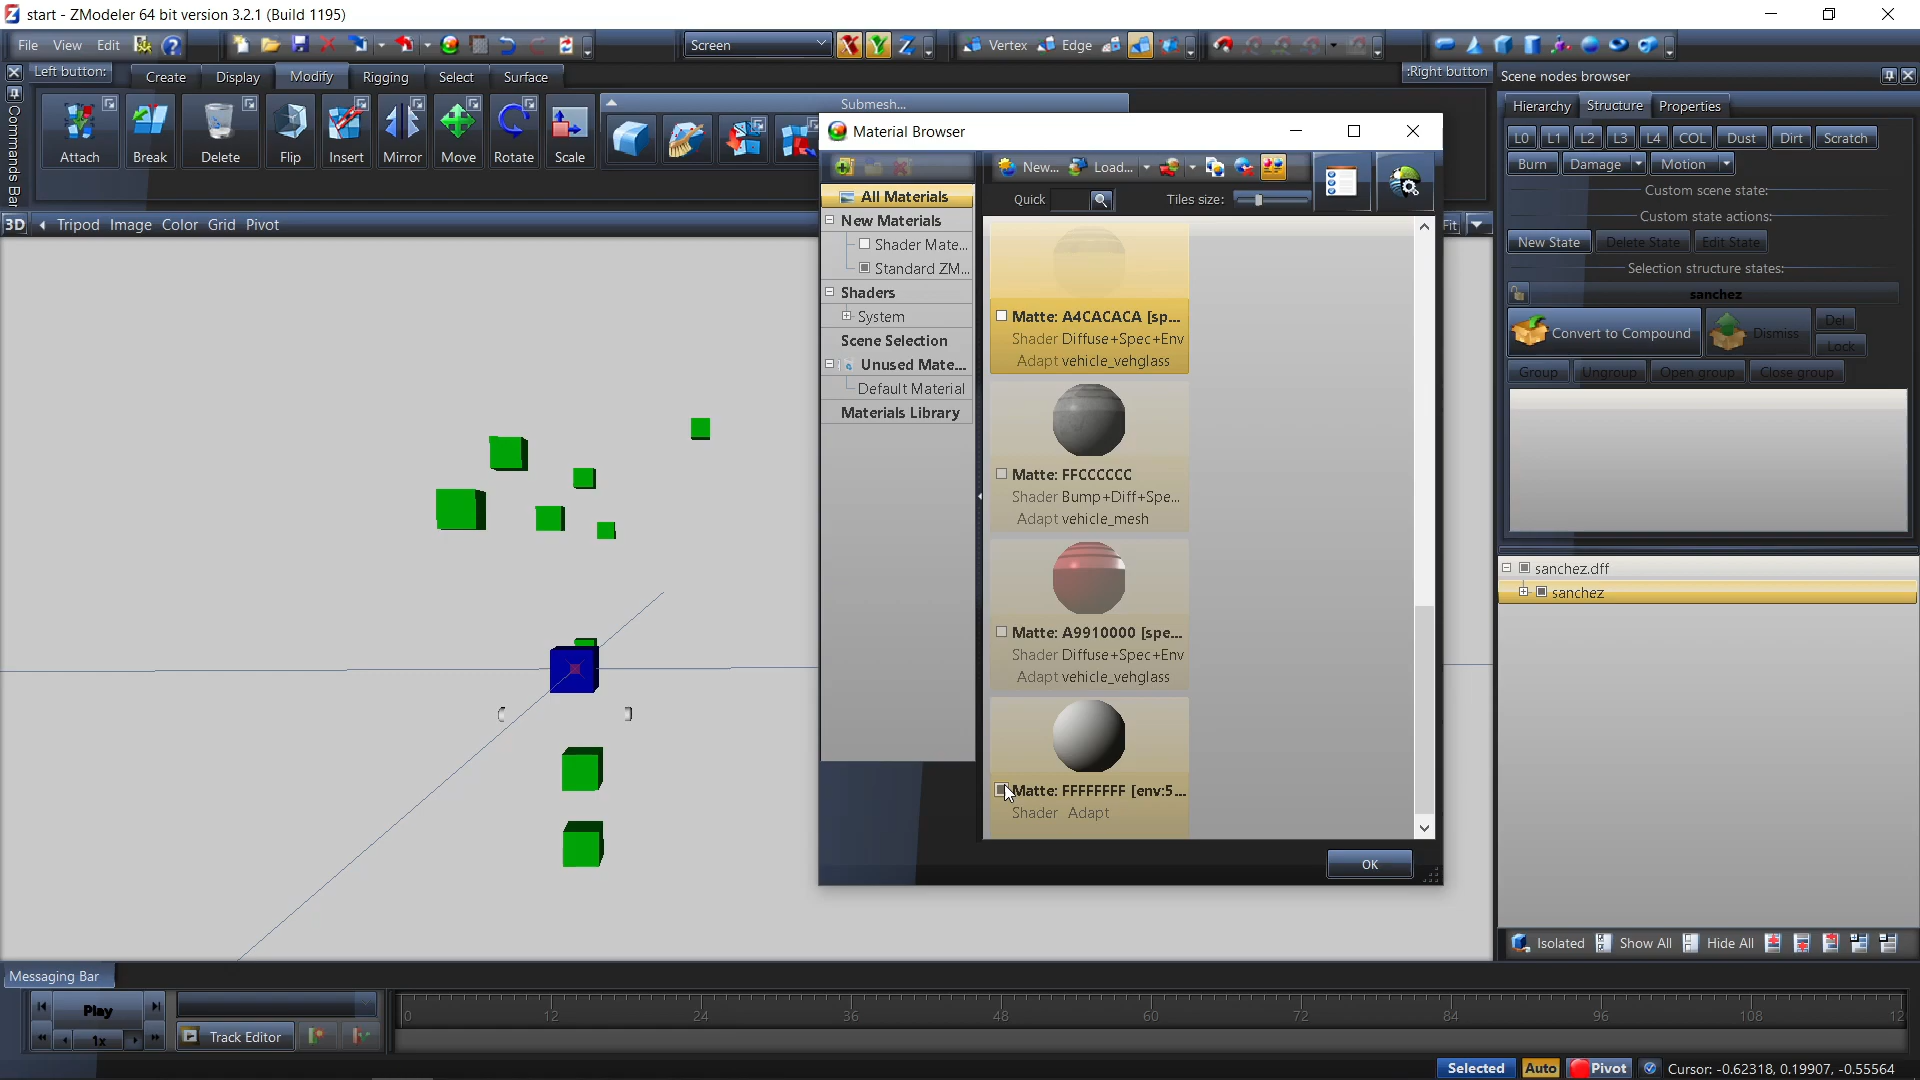 start - ZModeler 64 bit version 3.2.1 (Build 1195)
File View Edit
Screen
Vertex Edge
Left button:
Create Display Modify Rigging Select Surface
:Right button
Commands Bar
Submesh...
Attach Break Delete Flip Insert Mirror Move Rotate Scale
3D Tripod Image Color Grid Pivot
Fit
Material Browser
New... Load...
Quick
Tiles size:
All Materials
New Materials
Shader Mate...
Standard ZM...
Shaders
System
Scene Selection
Unused Mate...
Default Material
Materials Library
Matte: A4CACACA [sp...
Shader Diffuse+Spec+Env
Adapt vehicle_vehglass
Matte: FFCCCCCC
Shader Bump+Diff+Spe...
Adapt vehicle_mesh
Matte: A9910000 [spe...
Shader Diffuse+Spec+Env
Adapt vehicle_vehglass
Matte: FFFFFFFF [env:5...
Shader Adapt
OK
Scene nodes browser
Hierarchy Structure Properties
L0 L1 L2 L3 L4 COL Dust Dirt Scratch
Burn Damage Motion
Custom scene state:
Custom state actions:
New State Delete State Edit State
Selection structure states:
sanchez
Convert to Compound Dismiss Del
Lock
Group Ungroup Open group Close group
sanchez.dff
sanchez
Isolated Show All Hide All
Messaging Bar
Play
1x
Track Editor
0 12 24 36 48 60 72 84 96 108 12
Selected Auto Pivot Cursor: -0.62318, 0.19907, -0.55564